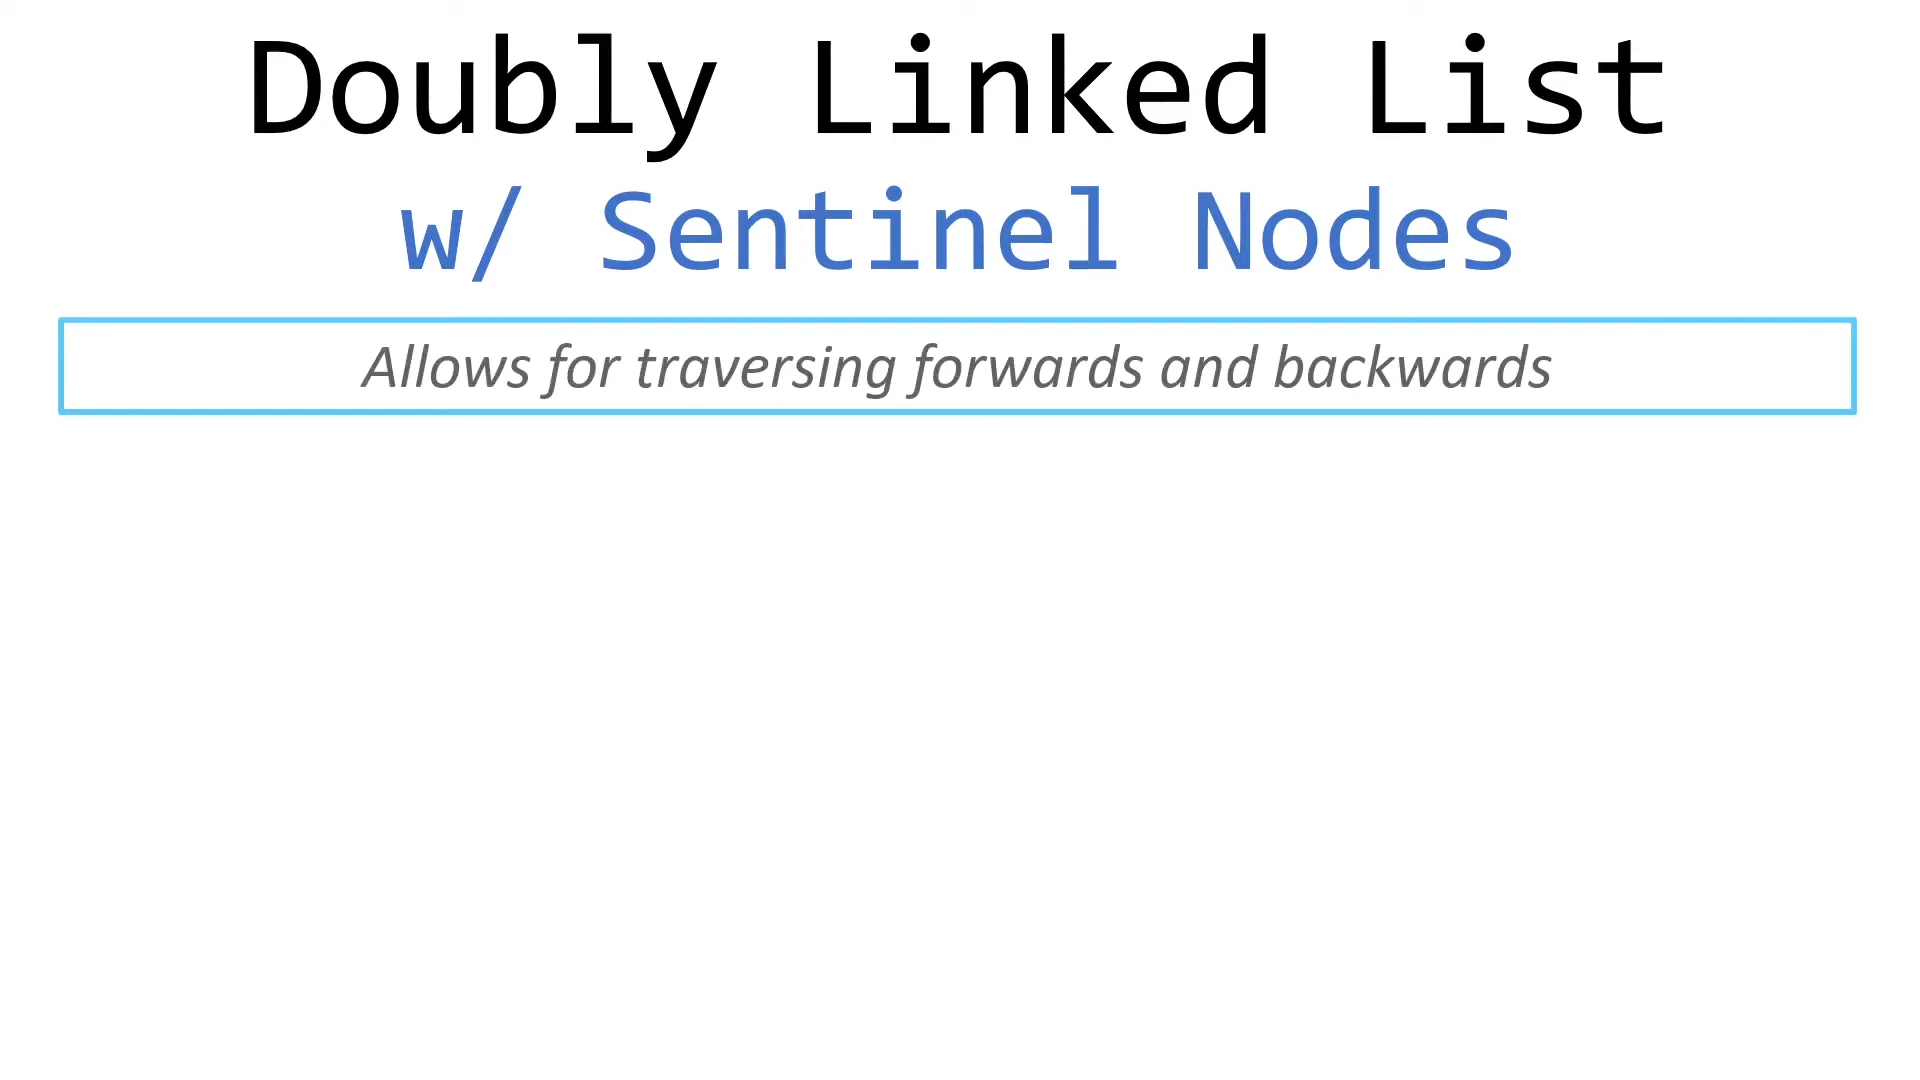 Doubly Linked List
w/ Sentinel Nodes
Allows for traversing forwards and backwards